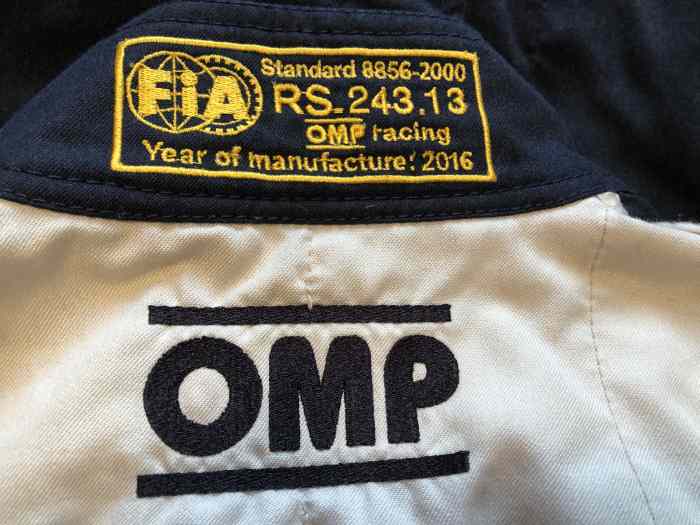 FiA
Standard 8856-2000
RS.243.13
OMP racing
Year of manufacture: 2016
OMP